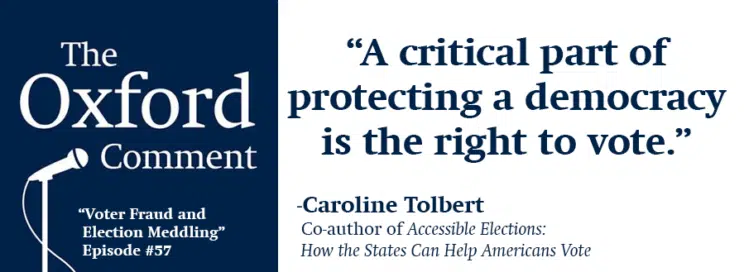 The
Oxford
Comment
“Voter Fraud and
Election Meddling”
Episode #57
“A critical part of
protecting a democracy
is the right to vote.”
-Caroline Tolbert
Co-author of Accessible Elections:
How the States Can Help Americans Vote